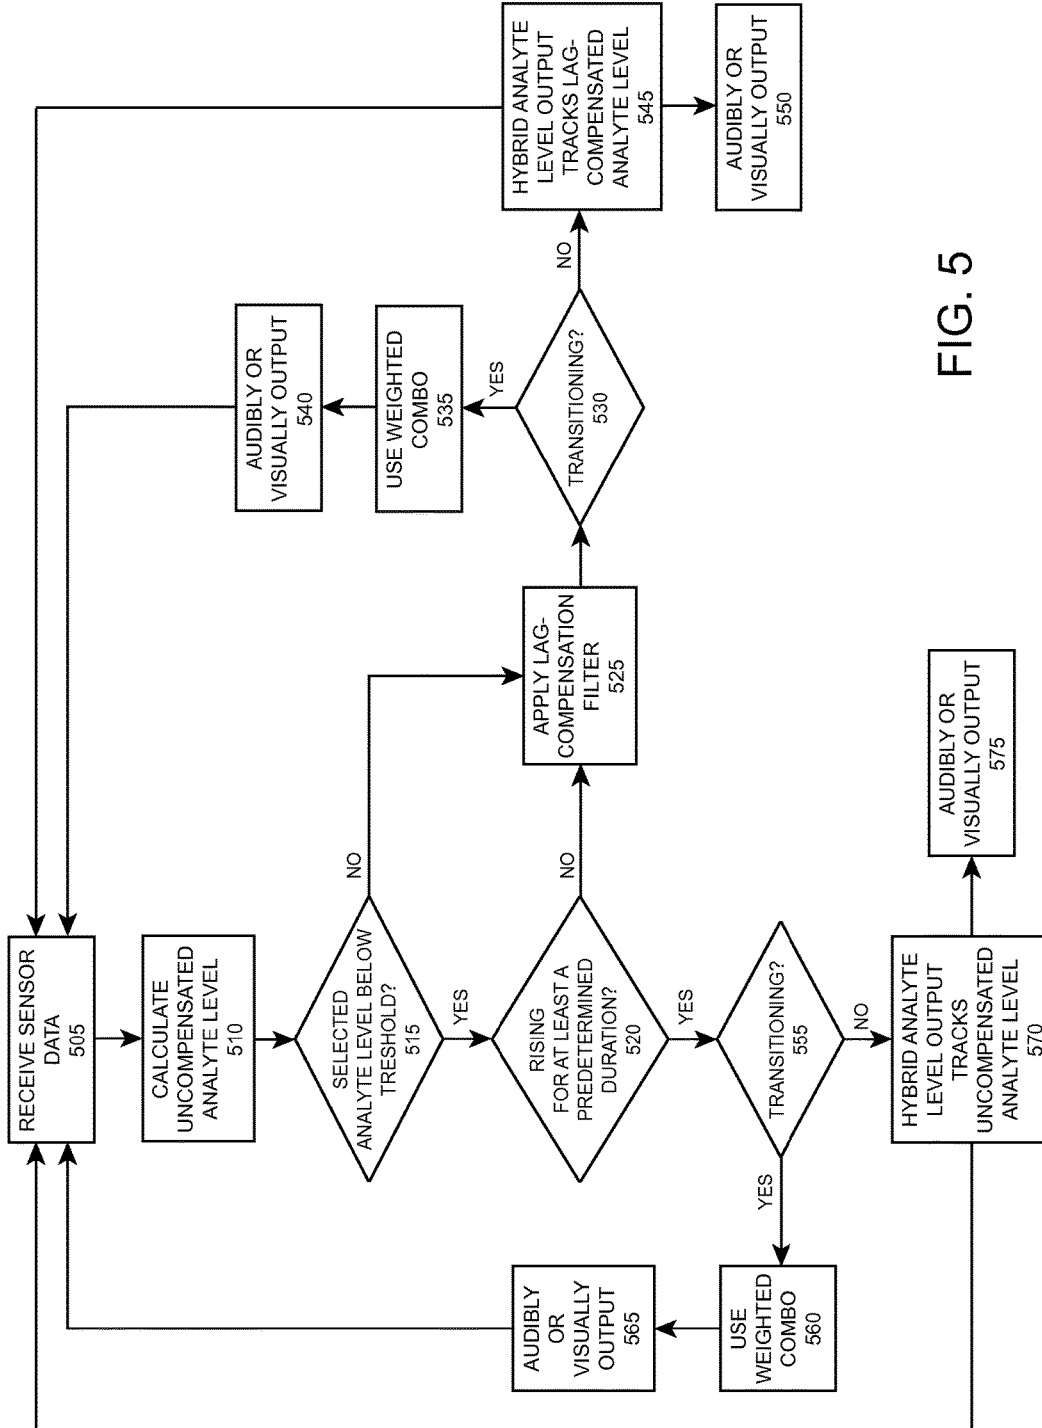 RECEIVE SENSOR
DATA
505
CALCULATE
UNCOMPENSATED
ANALYTE LEVEL
510
SELECTED
ANALYTE LEVEL BELOW
TRESHOLD?
515
NO
YES
RISING
FOR AT LEAST A
PREDETERMINED
DURATION?
520
NO
YES
APPLY LAG-
COMPENSATION
FILTER
525
TRANSITIONING?
530
YES
NO
USE WEIGHTED
COMBO
535
AUDIBLY OR
VISUALLY OUTPUT
540
HYBRID ANALYTE
LEVEL OUTPUT
TRACKS LAG-
COMPENSATED
ANALYTE LEVEL
545
AUDIBLY OR
VISUALLY OUTPUT
550
TRANSITIONING?
555
YES
NO
USE
WEIGHTED
COMBO
560
AUDIBLY
OR
VISUALLY
OUTPUT
565
HYBRID ANALYTE
LEVEL OUTPUT
TRACKS
UNCOMPENSATED
ANALYTE LEVEL
570
AUDIBLY OR
VISUALLY OUTPUT
575
FIG. 5